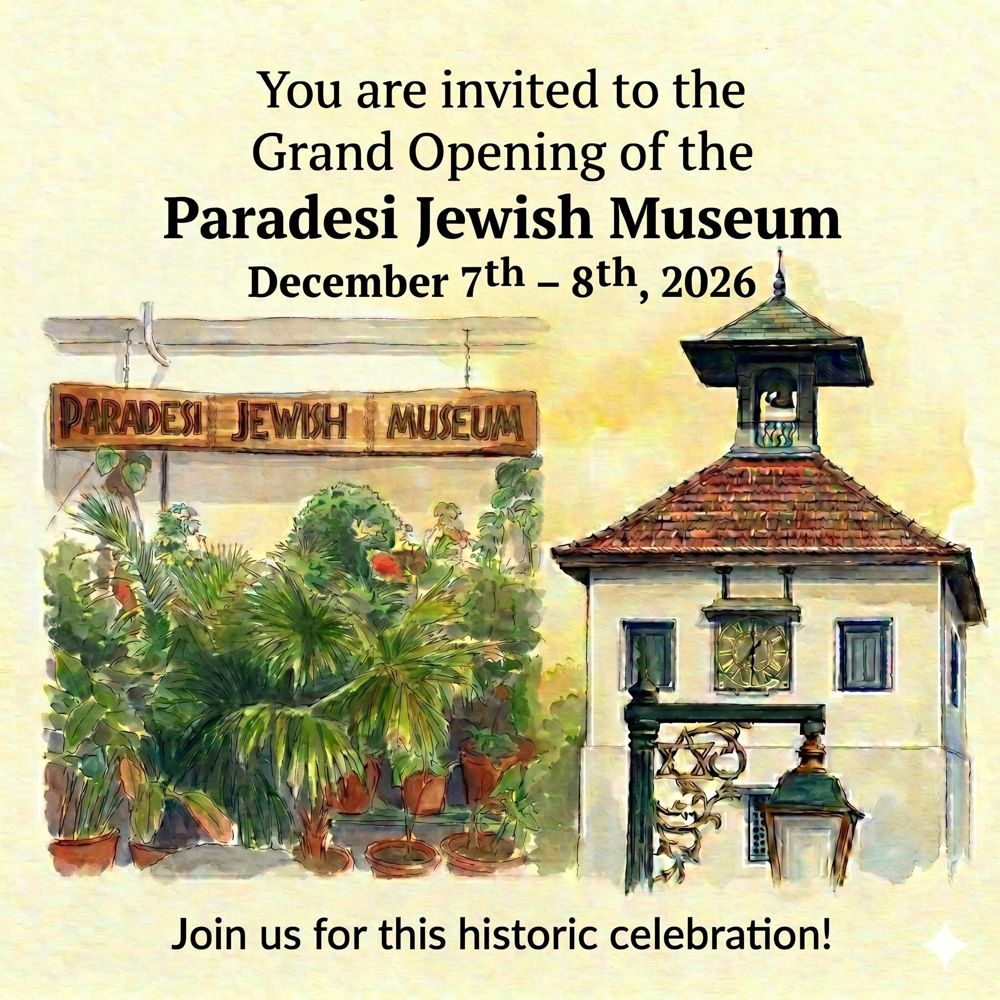 You are invited to the
Grand Opening of the
Paradesi Jewish Museum
December 7th – 8th, 2026
PARADESI JEWISH MUSEUM
Join us for this historic celebration!